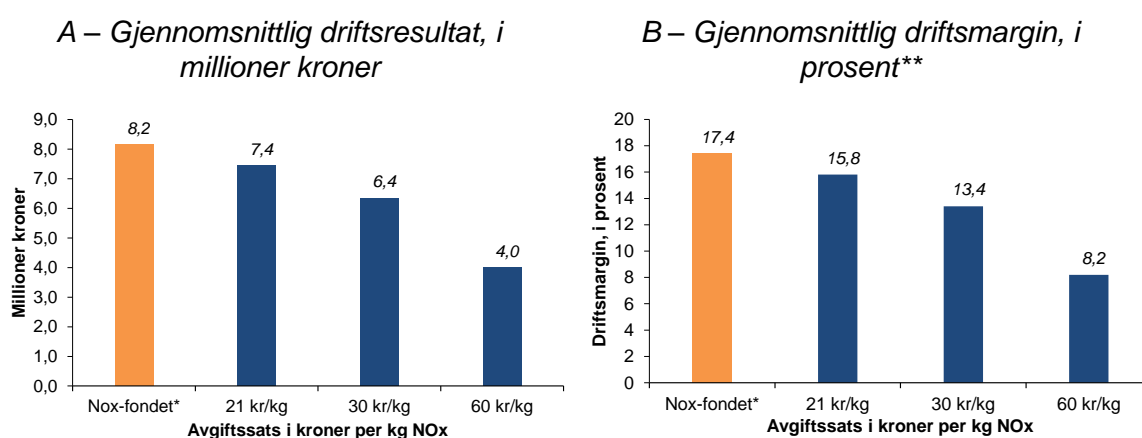 A – Gjennomsnittlig driftsresultat, i
millioner kroner
9,0
8,0
7,0
6,0
5,0
4,0
3,0
2,0
1,0
0,0
Millioner kroner
8,2
7,4
6,4
4,0
Nox-fondet*
21 kr/kg
30 kr/kg
60 kr/kg
Avgiftssats i kroner per kg NOx
B – Gjennomsnittlig driftsmargin, i
prosent**
20
18
16
14
12
10
8
6
4
2
0
Driftsmargin, i prosent
17,4
15,8
13,4
8,2
Nox-fondet*
21 kr/kg
30 kr/kg
60 kr/kg
Avgiftssats i kroner per kg NOx